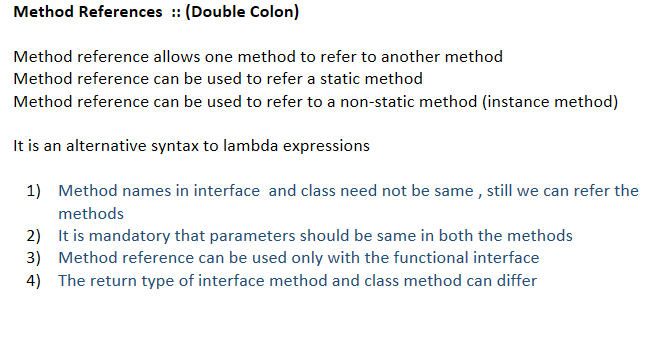 Method References :: (Double Colon)
Method reference allows one method to refer to another method
Method reference can be used to refer a static method
Method reference can be used to refer to a non-static method (instance method)
It is an alternative syntax to lambda expressions
1) Method names in interface and class need not be same , still we can refer the
methods
2) It is mandatory that parameters should be same in both the methods
3) Method reference can be used only with the functional interface
4) The return type of interface method and class method can differ